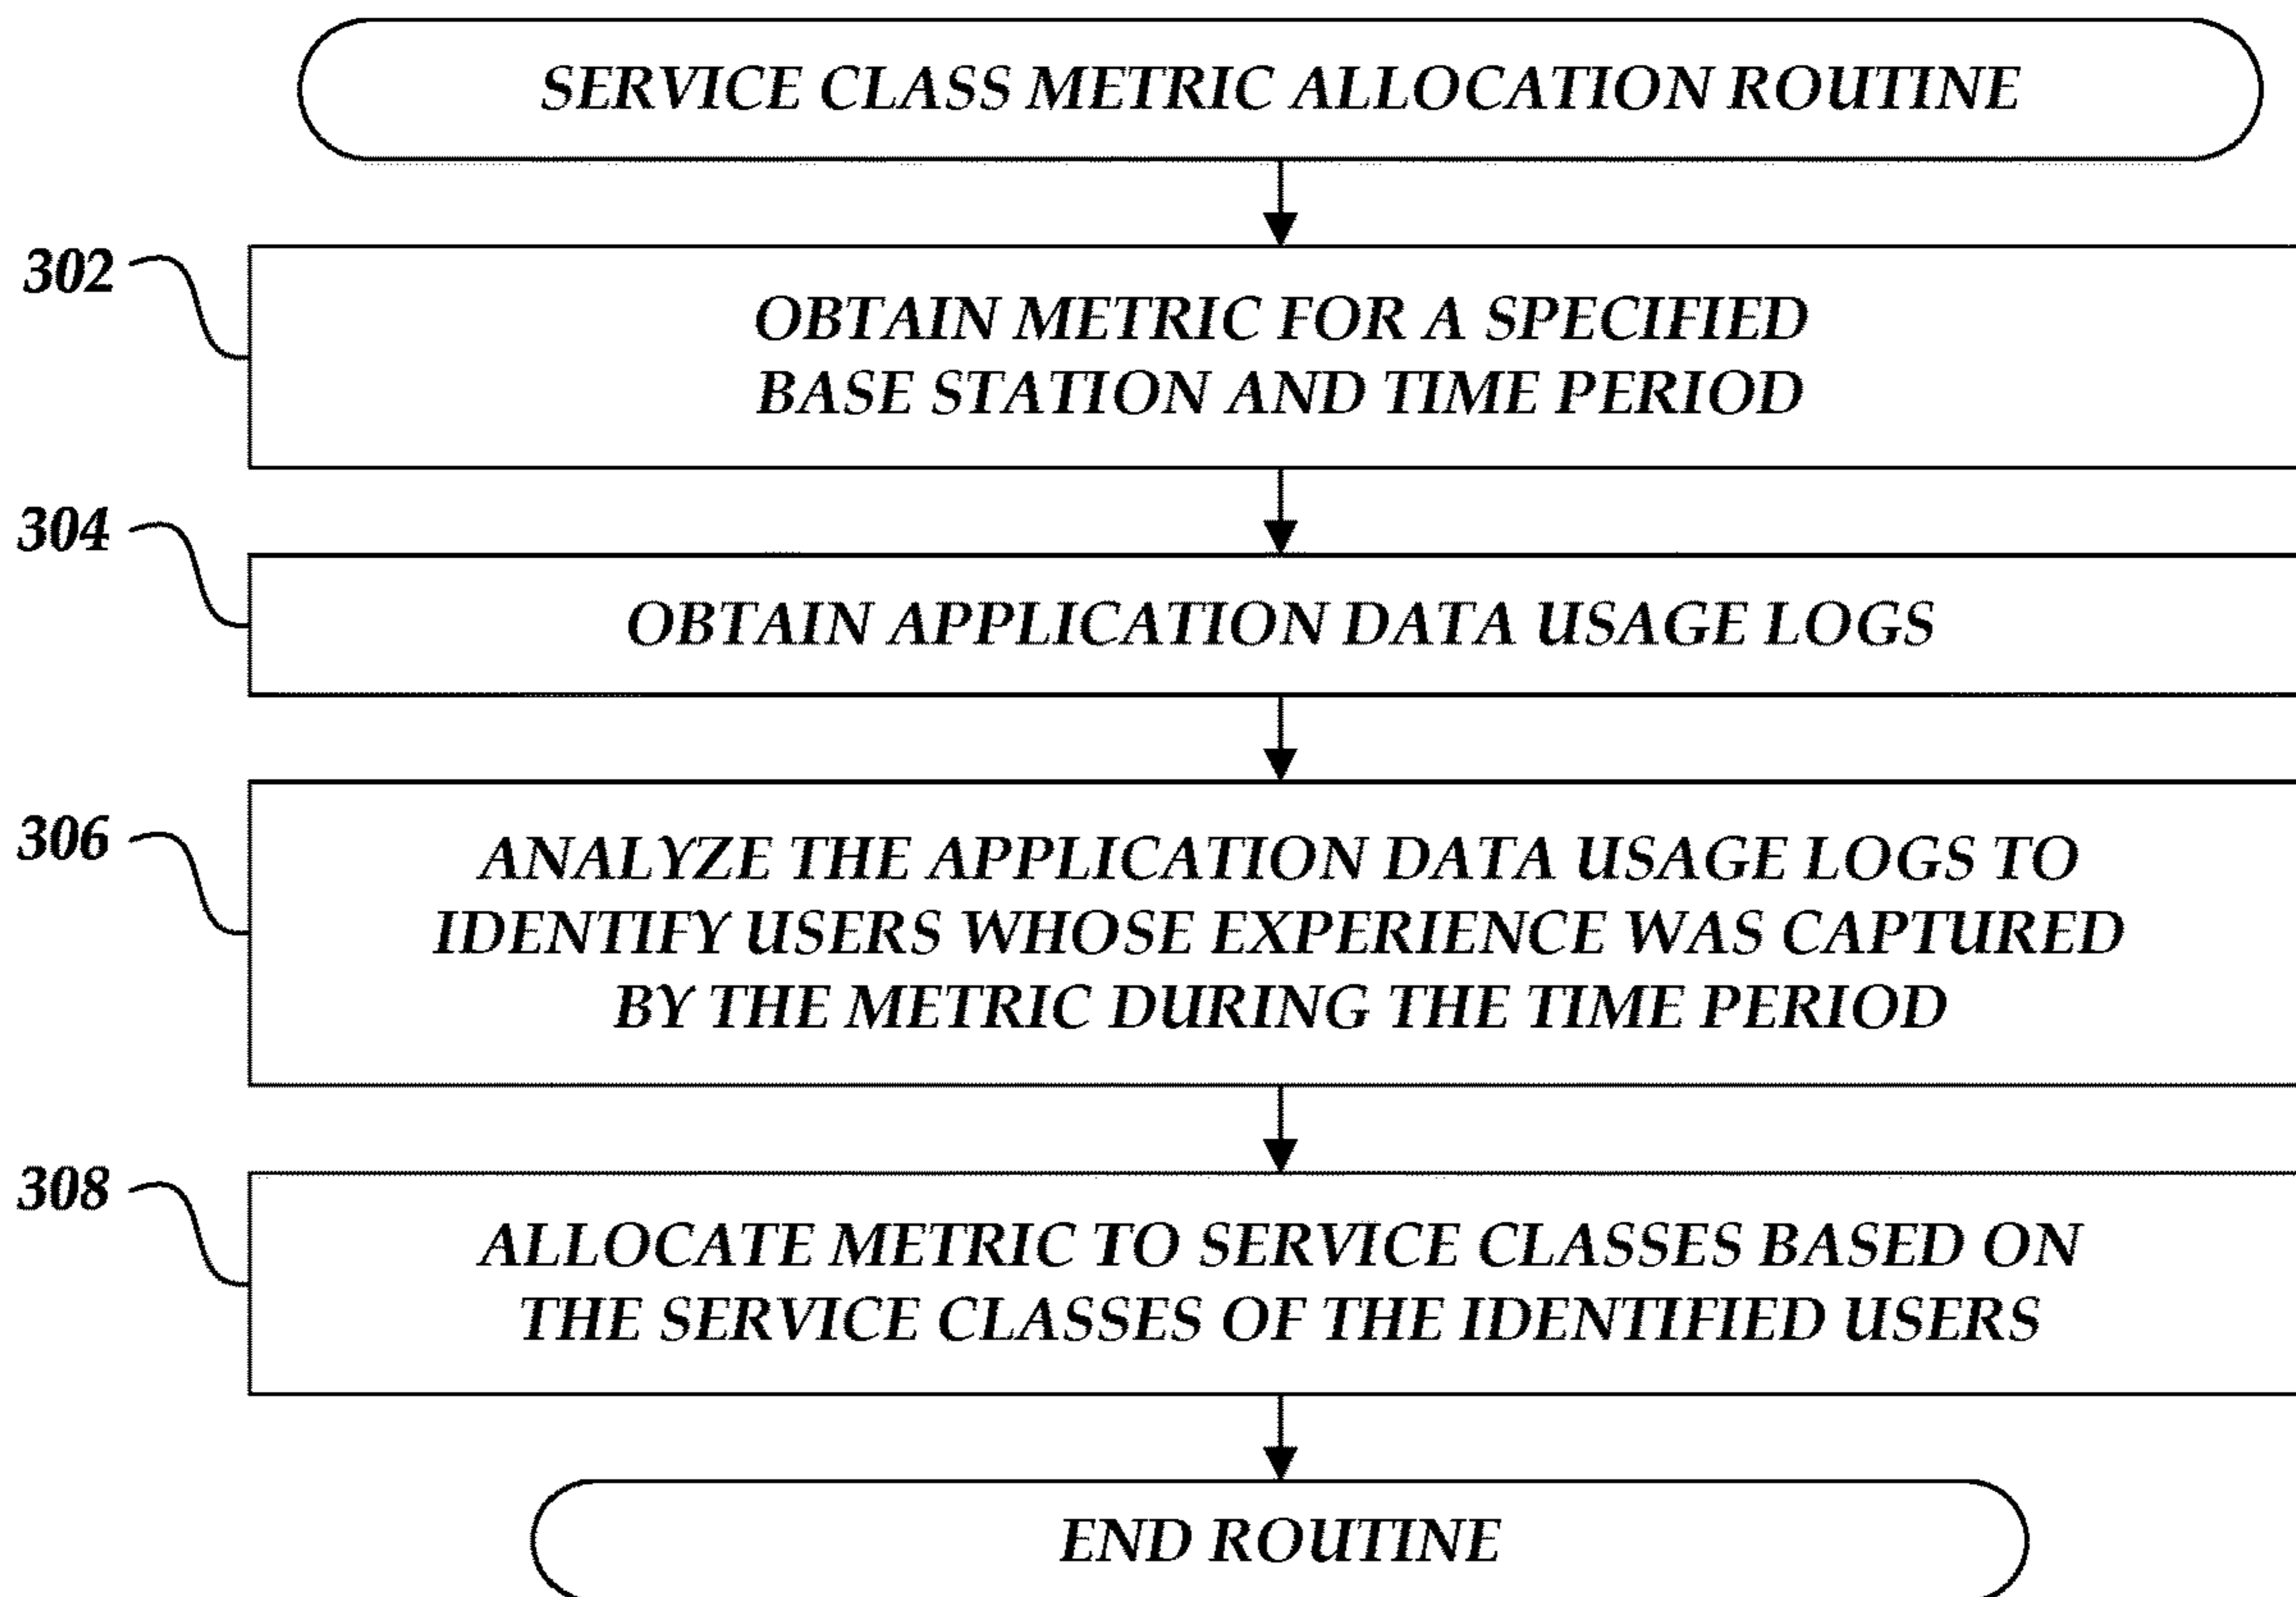 SERVICE CLASS METRIC ALLOCATION ROUTINE
302
OBTAIN METRIC FOR A SPECIFIED
BASE STATION AND TIME PERIOD
304
OBTAIN APPLICATION DATA USAGE LOGS
306
ANALYZE THE APPLICATION DATA USAGE LOGS TO
IDENTIFY USERS WHOSE EXPERIENCE WAS CAPTURED
BY THE METRIC DURING THE TIME PERIOD
308
ALLOCATE METRIC TO SERVICE CLASSES BASED ON
THE SERVICE CLASSES OF THE IDENTIFIED USERS
END ROUTINE